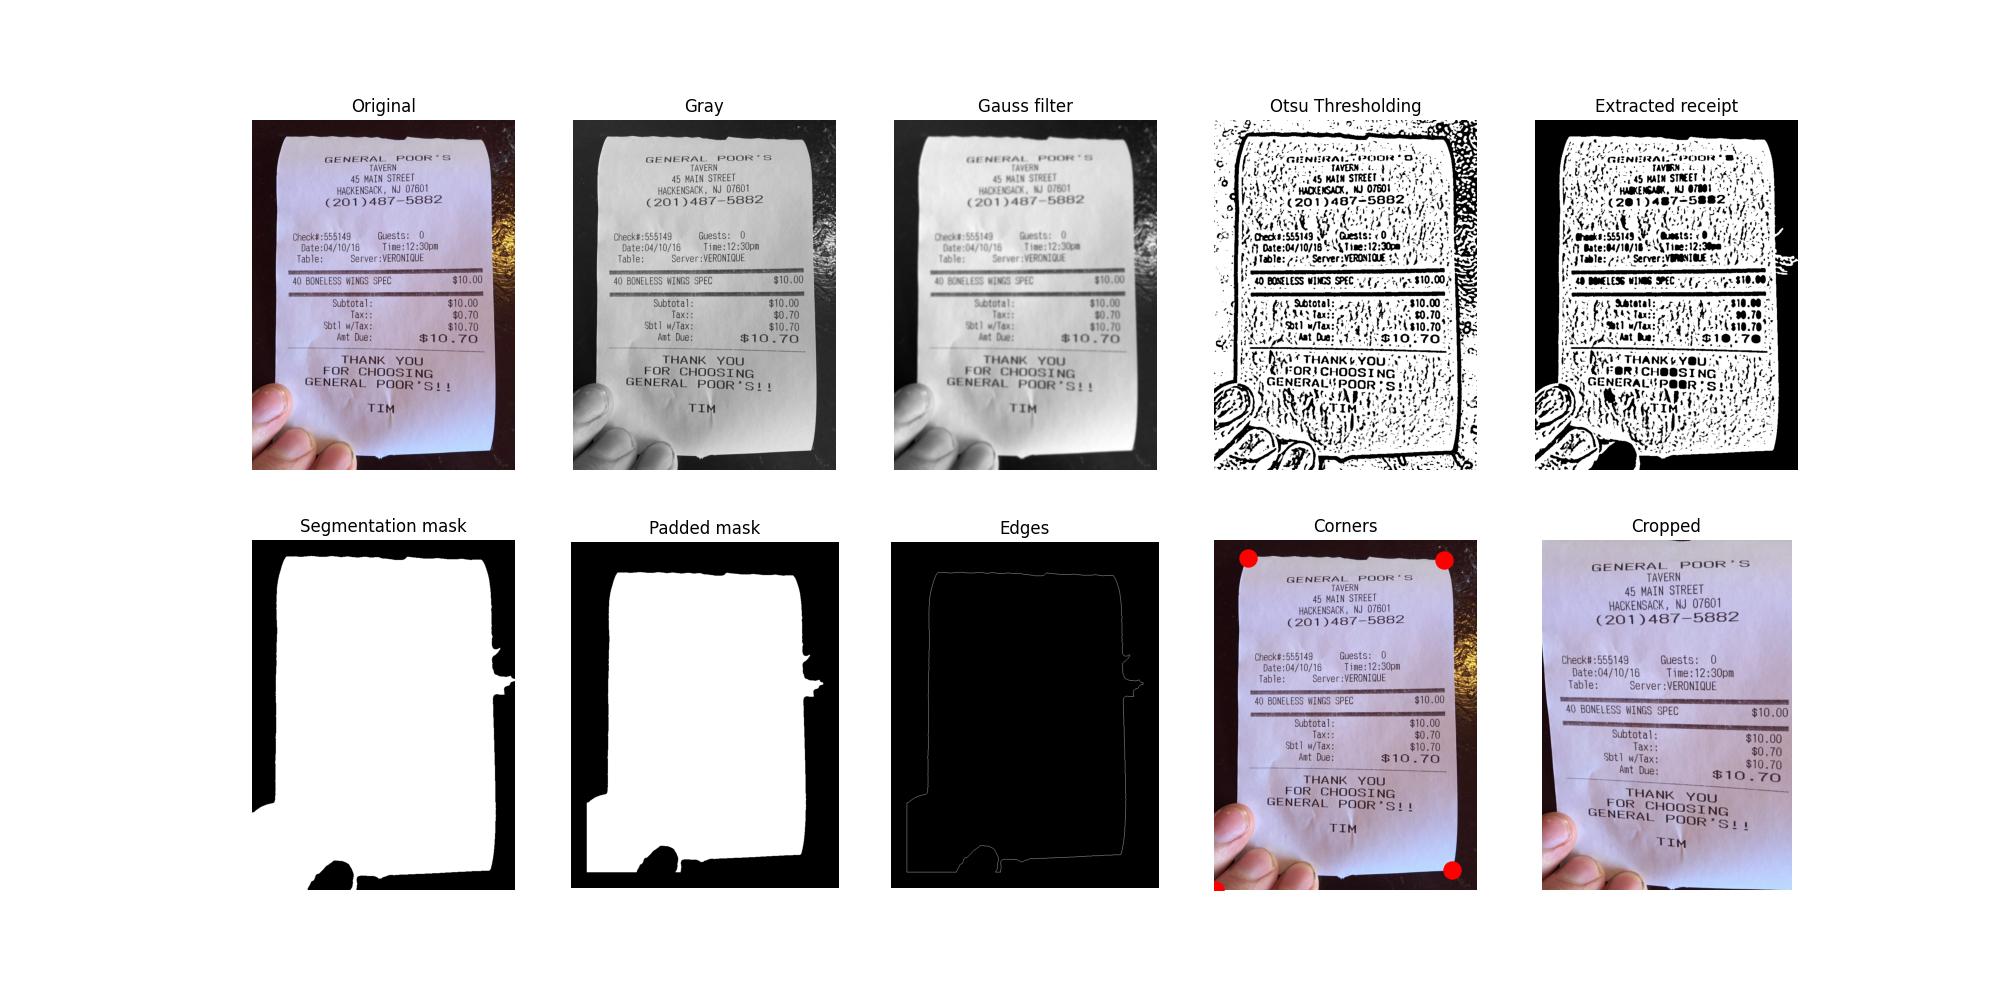 Original
GENERAL POOR'S
TAVERN
45 MAIN STREET
HACKENSACK, NJ 07601
(201)487-5882
Check#:555149 Guests: 0
Date:04/10/16 Time:12:30pm
Table: Server:VERONIQUE
40 BONELESS WINGS SPEC $10.00
Subtotal: $10.00
Tax:: $0.70
Sbtl w/Tax: $10.70
Amt Due: $10.70
THANK YOU
FOR CHOOSING
GENERAL POOR'S!!
TIM
Gray
GENERAL POOR'S
TAVERN
45 MAIN STREET
HACKENSACK, NJ 07601
(201)487-5882
Check#:555149 Guests: 0
Date:04/10/16 Time:12:30pm
Table: Server:VERONIQUE
40 BONELESS WINGS SPEC $10.00
Subtotal: $10.00
Tax:: $0.70
Sbtl w/Tax: $10.70
Amt Due: $10.70
THANK YOU
FOR CHOOSING
GENERAL POOR'S!!
TIM
Gauss filter
GENERAL POOR'S
TAVERN
45 MAIN STREET
HACKENSACK, NJ 07601
(201)487-5882
Check#:555149 Guests: 0
Date:04/10/16 Time:12:30pm
Table: Server:VERONIQUE
40 BONELESS WINGS SPEC $10.00
Subtotal: $10.00
Tax:: $0.70
Sbtl w/Tax: $10.70
Amt Due: $10.70
THANK YOU
FOR CHOOSING
GENERAL POOR'S!!
TIM
Otsu Thresholding
GENERAL POOR'S
TAVERN
45 MAIN STREET
HACKENSACK, NJ 07601
(201)487-5882
Check#:555149 Guests: 0
Date:04/10/16 Time:12:30pm
Table: Server:VERONIQUE
40 BONELESS WINGS SPEC $10.00
Subtotal: $10.00
Tax:: $0.70
Sbtl w/Tax: $10.70
Amt Due: $10.70
THANK YOU
FOR CHOOSING
GENERAL POOR'S!!
TIM
Extracted receipt
GENERAL POOR'S
TAVERN
45 MAIN STREET
HACKENSACK, NJ 07601
(201)487-5882
Check#:555149 Guests: 0
Date:04/10/16 Time:12:30pm
Table: Server:VERONIQUE
40 BONELESS WINGS SPEC $10.00
Subtotal: $10.00
Tax:: $0.70
Sbtl w/Tax: $10.70
Amt Due: $10.70
THANK YOU
FOR CHOOSING
GENERAL POOR'S!!
TIM
Segmentation mask
Padded mask
Edges
Corners
GENERAL POOR'S
TAVERN
45 MAIN STREET
HACKENSACK, NJ 07601
(201)487-5882
Check#:555149 Guests: 0
Date:04/10/16 Time:12:30pm
Table: Server:VERONIQUE
40 BONELESS WINGS SPEC $10.00
Subtotal: $10.00
Tax:: $0.70
Sbtl w/Tax: $10.70
Amt Due: $10.70
THANK YOU
FOR CHOOSING
GENERAL POOR'S!!
TIM
Cropped
GENERAL POOR'S
TAVERN
45 MAIN STREET
HACKENSACK, NJ 07601
(201)487-5882
Check#:555149 Guests: 0
Date:04/10/16 Time:12:30pm
Table: Server:VERONIQUE
40 BONELESS WINGS SPEC $10.00
Subtotal: $10.00
Tax:: $0.70
Sbtl w/Tax: $10.70
Amt Due: $10.70
THANK YOU
FOR CHOOSING
GENERAL POOR'S!!
TIM